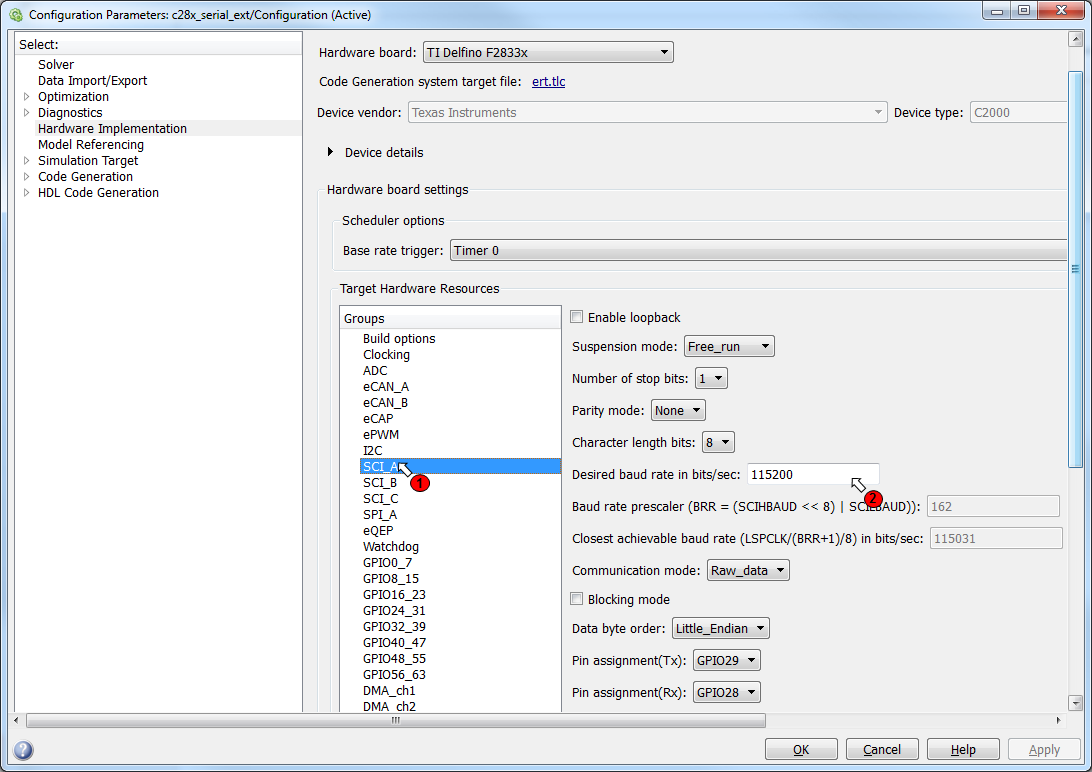 Configuration Parameters: c28x_serial_ext/Configuration (Active)
Select:
Solver
Data Import/Export
Optimization
Diagnostics
Hardware Implementation
Model Referencing
Simulation Target
Code Generation
HDL Code Generation
Hardware board: TI Delfino F2833x
Code Generation system target file: ert.tlc
Device vendor: Texas Instruments Device type: C2000
Device details
Hardware board settings
Scheduler options
Base rate trigger: Timer 0
Target Hardware Resources
Groups
Build options
Clocking
ADC
eCAN_A
eCAN_B
eCAP
ePWM
I2C
SCI_A
1
SCI_B
SCI_C
SPI_A
eQEP
Watchdog
GPIO0_7
GPIO8_15
GPIO16_23
GPIO24_31
GPIO32_39
GPIO40_47
GPIO48_55
GPIO56_63
DMA_ch1
DMA_ch2
Enable loopback
Suspension mode: Free_run
Number of stop bits: 1
Parity mode: None
Character length bits: 8
Desired baud rate in bits/sec: 115200
2
Baud rate prescaler (BRR = (SCIHBAUD << 8) | SCILBAUD)): 162
Closest achievable baud rate (LSPCLK/(BRR+1)/8) in bits/sec: 115031
Communication mode: Raw_data
Blocking mode
Data byte order: Little_Endian
Pin assignment(Tx): GPIO29
Pin assignment(Rx): GPIO28
OK Cancel Help Apply